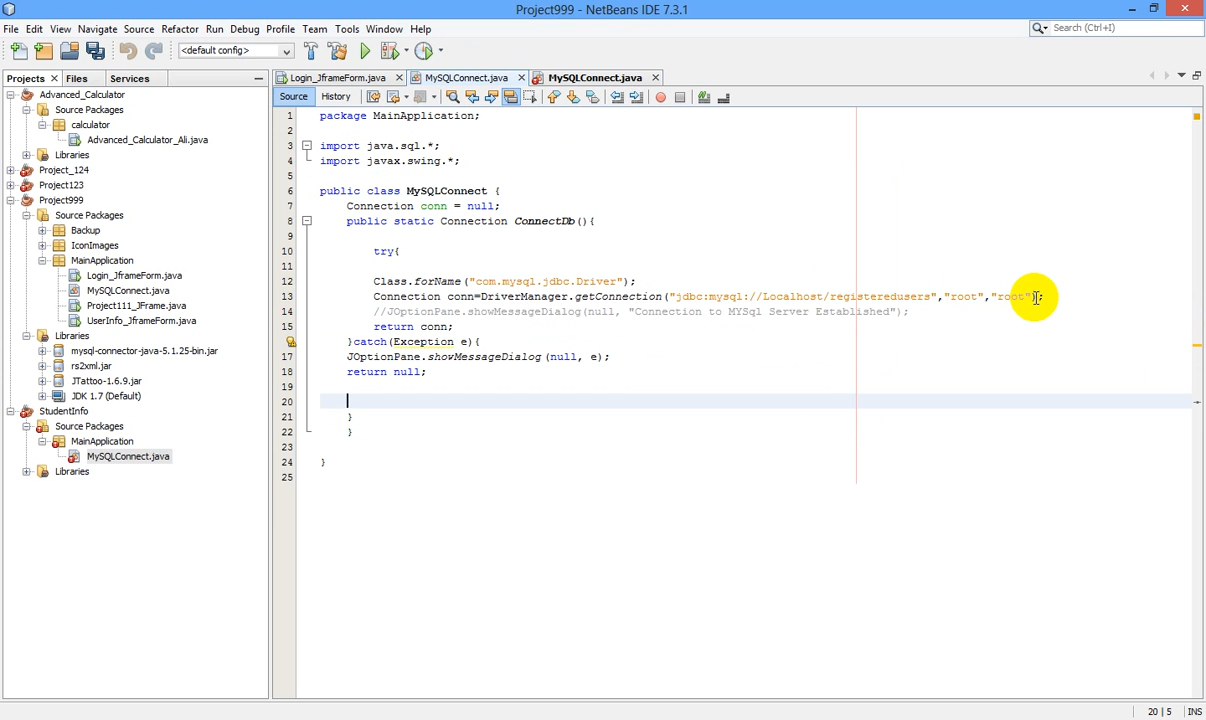 Project999 - NetBeans IDE 7.3.1
File Edit View Navigate Source Refactor Run Debug Profile Team Tools Window Help
Search (Ctrl+I)
<default config>
Projects Files Services
Login_JframeForm.java MySQLConnect.java MySQLConnect.java
Source History
Advanced_Calculator
Source Packages
calculator
Advanced_Calculator_Ali.java
Libraries
Project_124
Project123
Project999
Source Packages
Backup
IconImages
MainApplication
Login_JframeForm.java
MySQLConnect.java
Project111_JFrame.java
UserInfo_JframeForm.java
Libraries
mysql-connector-java-5.1.25-bin.jar
rs2xml.jar
JTattoo-1.6.9.jar
JDK 1.7 (Default)
StudentInfo
Source Packages
MainApplication
MySQLConnect.java
Libraries
1 package MainApplication;
2
3 import java.sql.*;
4 import javax.swing.*;
5
6 public class MySQLConnect {
7 Connection conn = null;
8 public static Connection ConnectDb(){
9
10 try{
11
12 Class.forName("com.mysql.jdbc.Driver");
13 Connection conn=DriverManager.getConnection("jdbc:mysql://Localhost/registeredusers","root","root");
14 //JOptionPane.showMessageDialog(null, "Connection to MYSql Server Established");
15 return conn;
}catch(Exception e){
17 JOptionPane.showMessageDialog(null, e);
18 return null;
19
20
21 }
22 }
23
24 }
25
20 | 5 INS